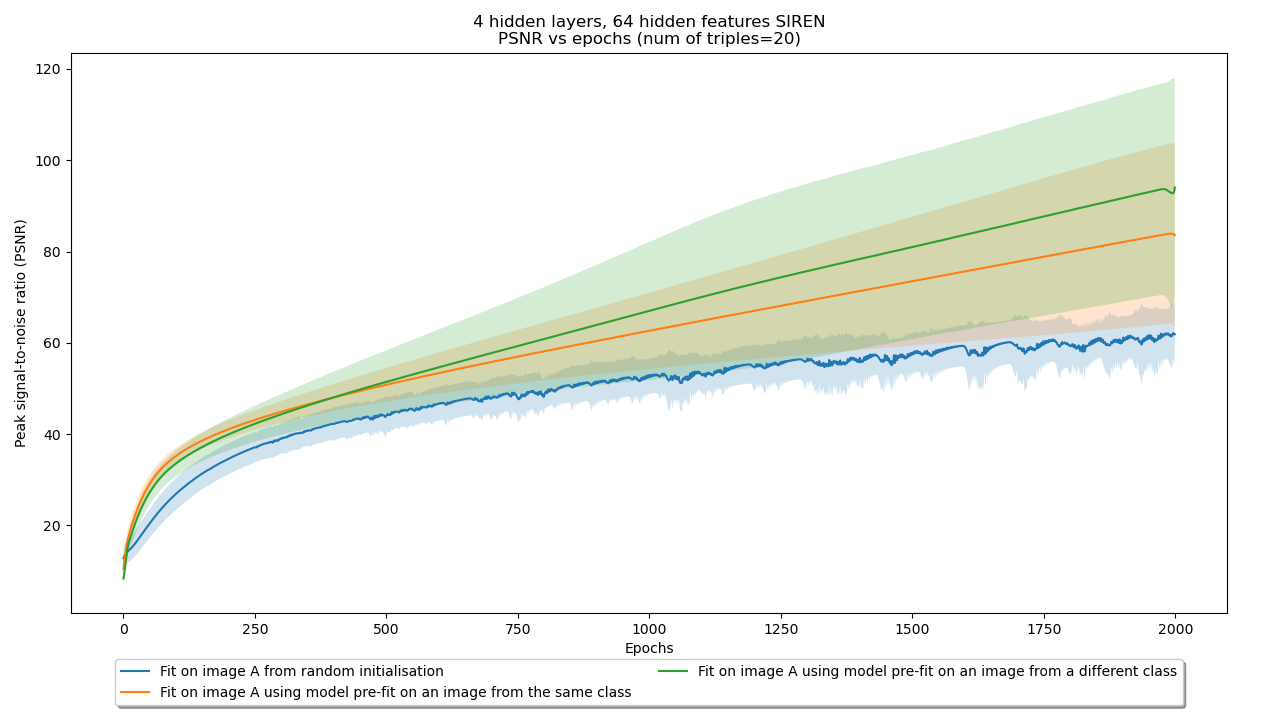 4 hidden layers, 64 hidden features SIREN
PSNR vs epochs (num of triples=20)
Peak signal-to-noise ratio (PSNR)
120
100
80
60
40
20
0 250 500 750 1000 1250 1500 1750 2000
Epochs
Fit on image A from random initialisation
Fit on image A using model pre-fit on an image from the same class
Fit on image A using model pre-fit on an image from a different class